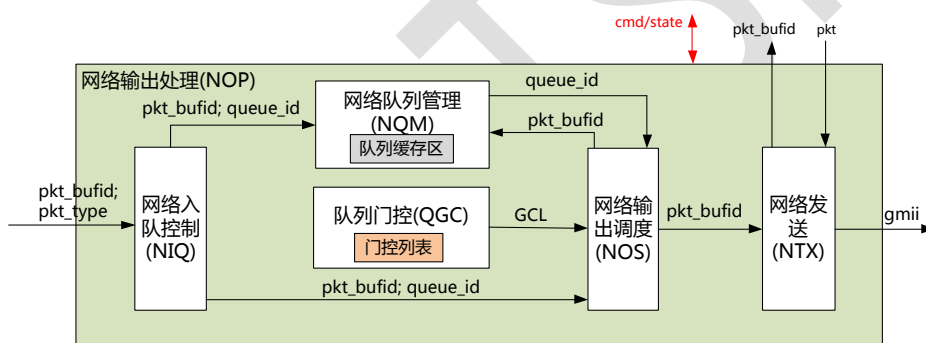 cmd/state
pkt_bufid
pkt
网络输出处理(NOP)
pkt_bufid; queue_id
网络队列管理
(NQM)
队列缓存区
queue_id
pkt_bufid
pkt_bufid;
pkt_type
网络入
队控制
(NIQ)
队列门控(QGC)
门控列表
GCL
网络输
出调度
(NOS)
pkt_bufid
网络发
送
(NTX)
gmii
pkt_bufid; queue_id